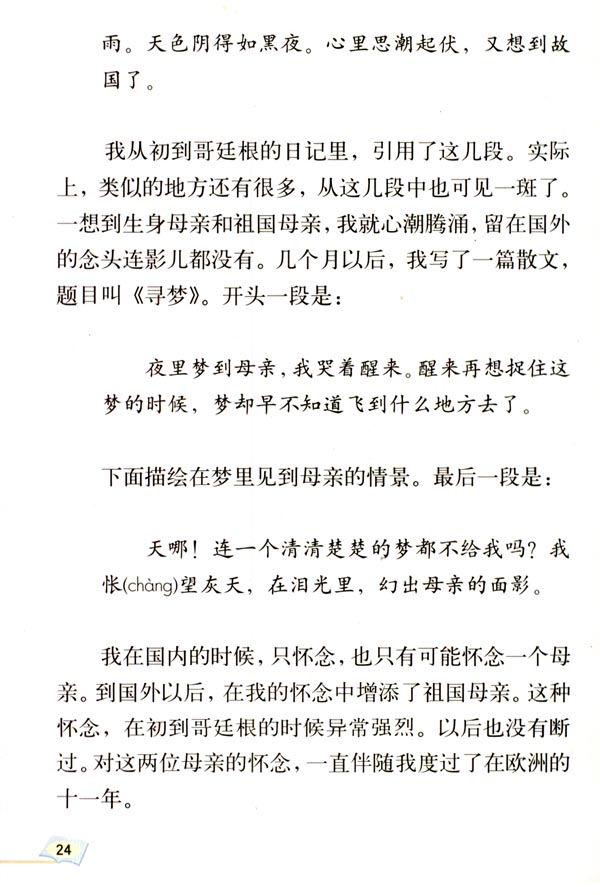 雨。天色阴得如黑夜。心里思潮起伏，又想到故
国了。
我从初到哥廷根的日记里，引用了这几段。实际
上，类似的地方还有很多，从这几段中也可见一斑了。
一想到生身母亲和祖国母亲，我就心潮腾涌，留在国外
的念头连影儿都没有。几个月以后，我写了一篇散文，
题目叫《寻梦》。开头一段是：
夜里梦到母亲，我哭着醒来。醒来再想捉住这
梦的时候，梦却早不知道飞到什么地方去了。
下面描绘在梦里见到母亲的情景。最后一段是：
天哪！连一个清清楚楚的梦都不给我吗？我
怅(chàng)望灰天，在泪光里，幻出母亲的面影。
我在国内的时候，只怀念，也只有可能怀念一个母
亲。到国外以后，在我的怀念中增添了祖国母亲。这种
怀念，在初到哥廷根的时候异常强烈。以后也没有断
过。对这两位母亲的怀念，一直伴随我度过了在欧洲的
十一年。
24